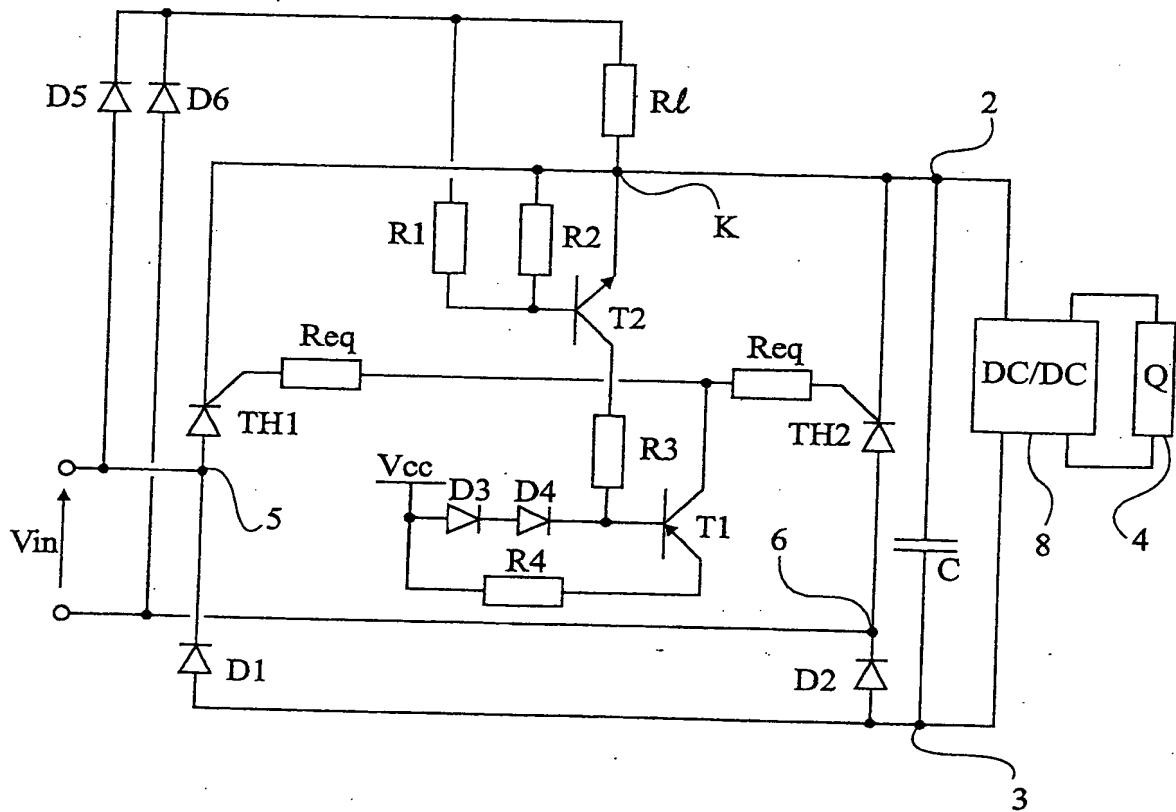 D5
D6
Rℓ
2
R1
R2
K
T2
Req
Req
DC/DC
Q
TH1
TH2
R3
Vcc
D3
D4
5
T1
6
8
4
Vin
R4
C
D1
D2
3